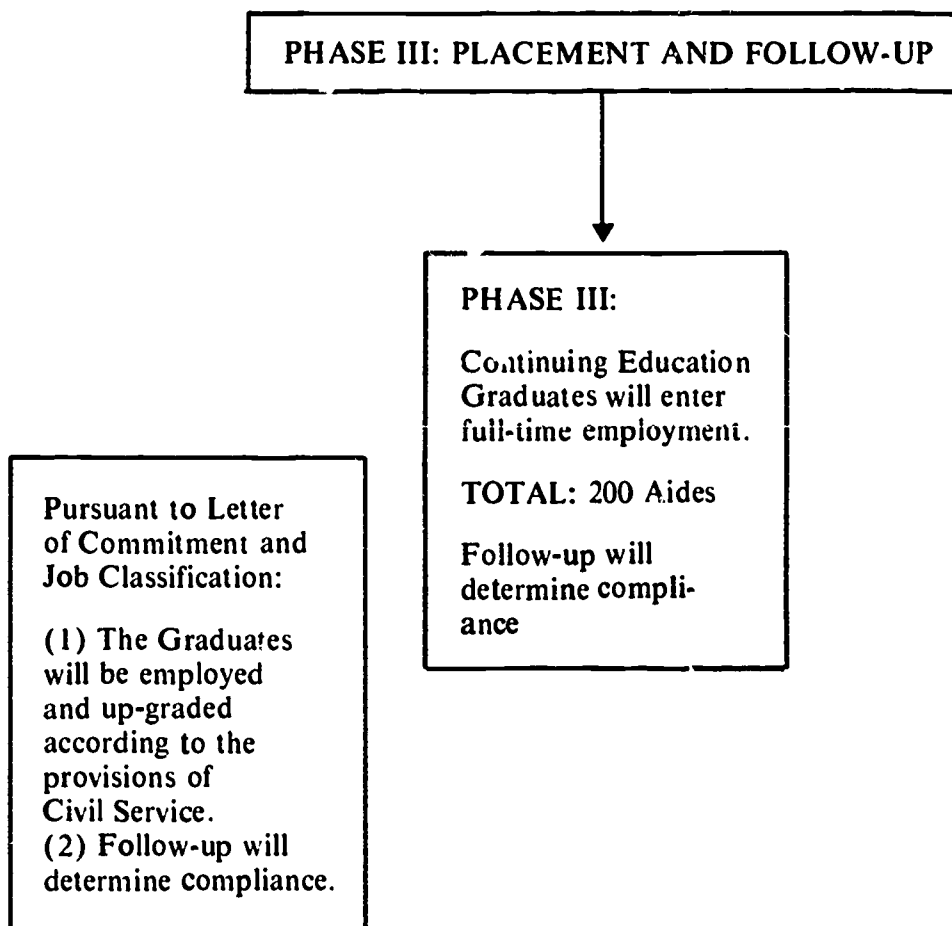 PHASE III: PLACEMENT AND FOLLOW-UP
PHASE III:
Continuing Education
Graduates will enter
full-time employment.
TOTAL: 200 Aides
Follow-up will
determine compli-
ance
Pursuant to Letter
of Commitment and
Job Classification:
(1) The Graduates
will be employed
and up-graded
according to the
provisions of
Civil Service.
(2) Follow-up will
determine compliance.